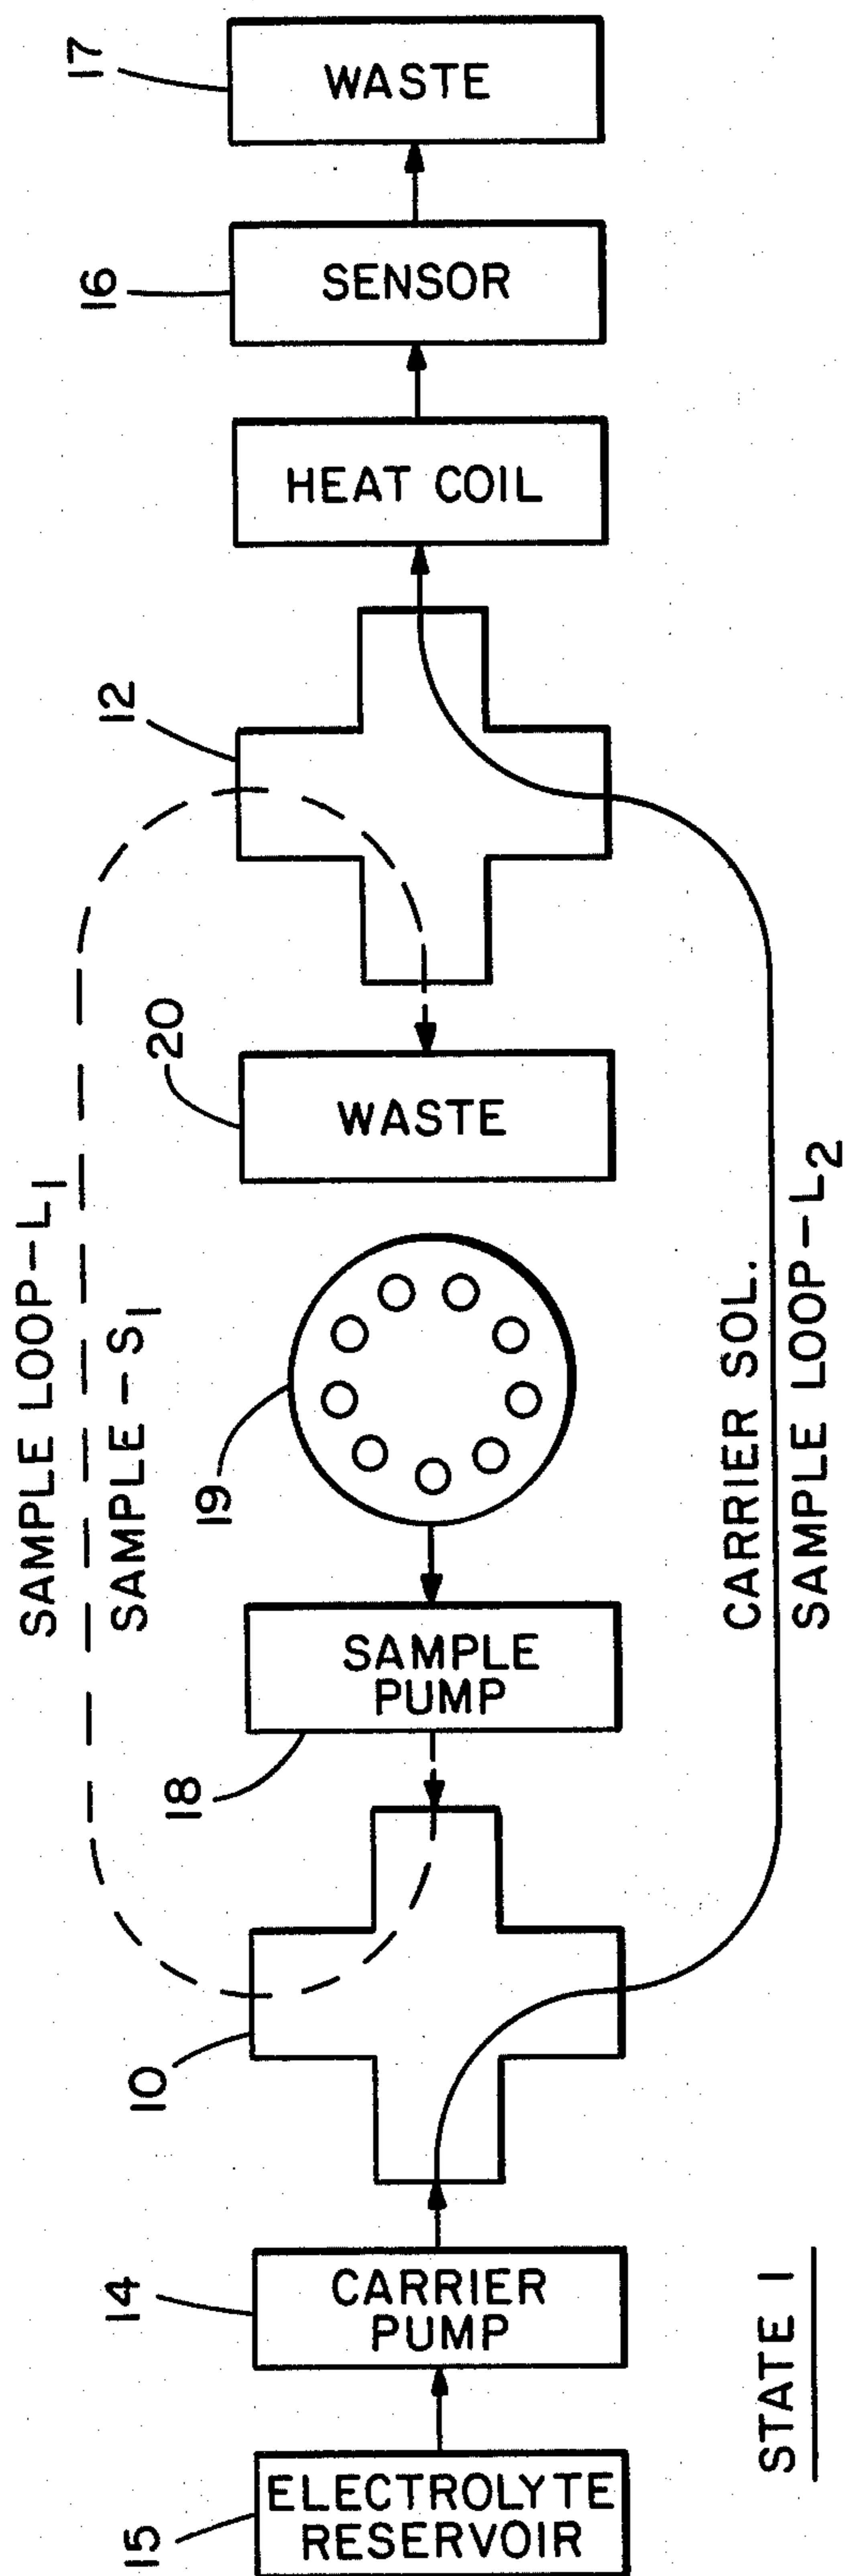 SAMPLE LOOP-L1
SAMPLE-S1
15
ELECTROLYTE
RESERVOIR
14
CARRIER
PUMP
10
18
SAMPLE
PUMP
19
20
WASTE
12
HEAT COIL
16
SENSOR
17
WASTE
CARRIER SOL.
SAMPLE LOOP-L2
STATE 1